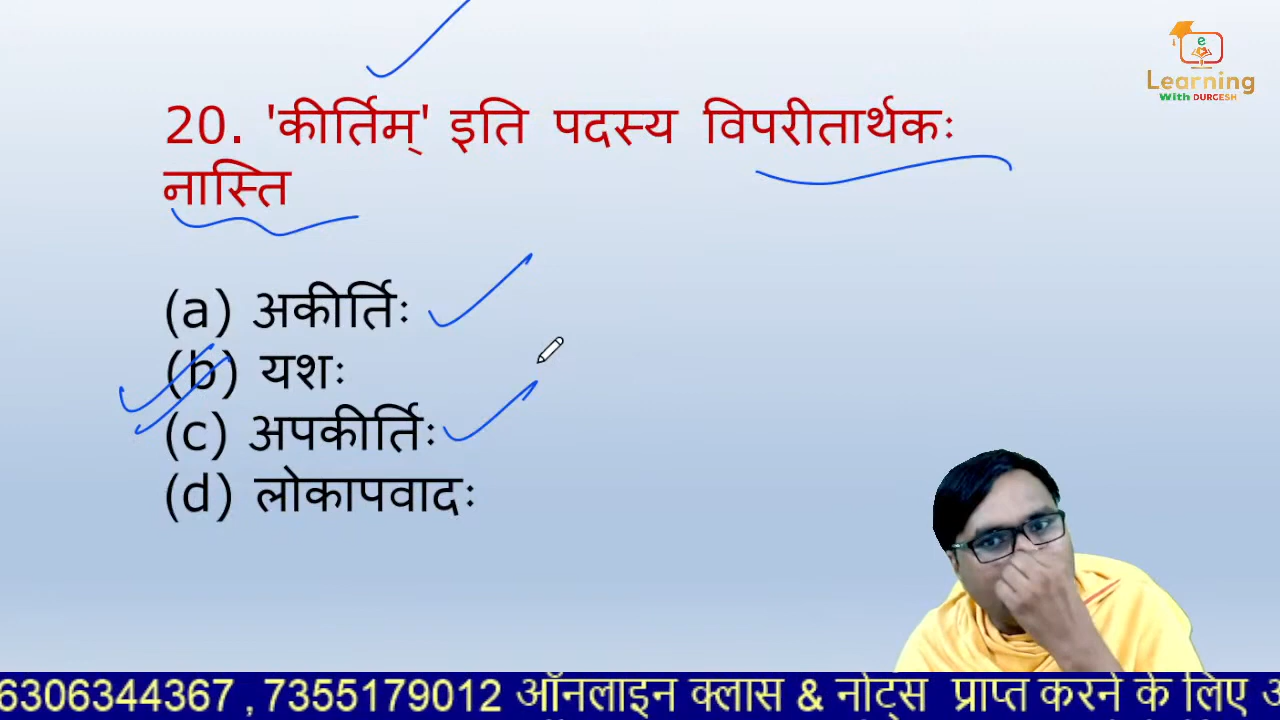 e
Learning
With DURGESH
20. 'कीर्तिम्' इति पदस्य विपरीतार्थकः
नास्ति
(a) अकीर्तिः
(b) यशः
(c) अपकीर्तिः
(d) लोकापवादः
6306344367 , 7355179012 ऑनलाइन क्लास & नोट्स प्राप्त करने के लिए